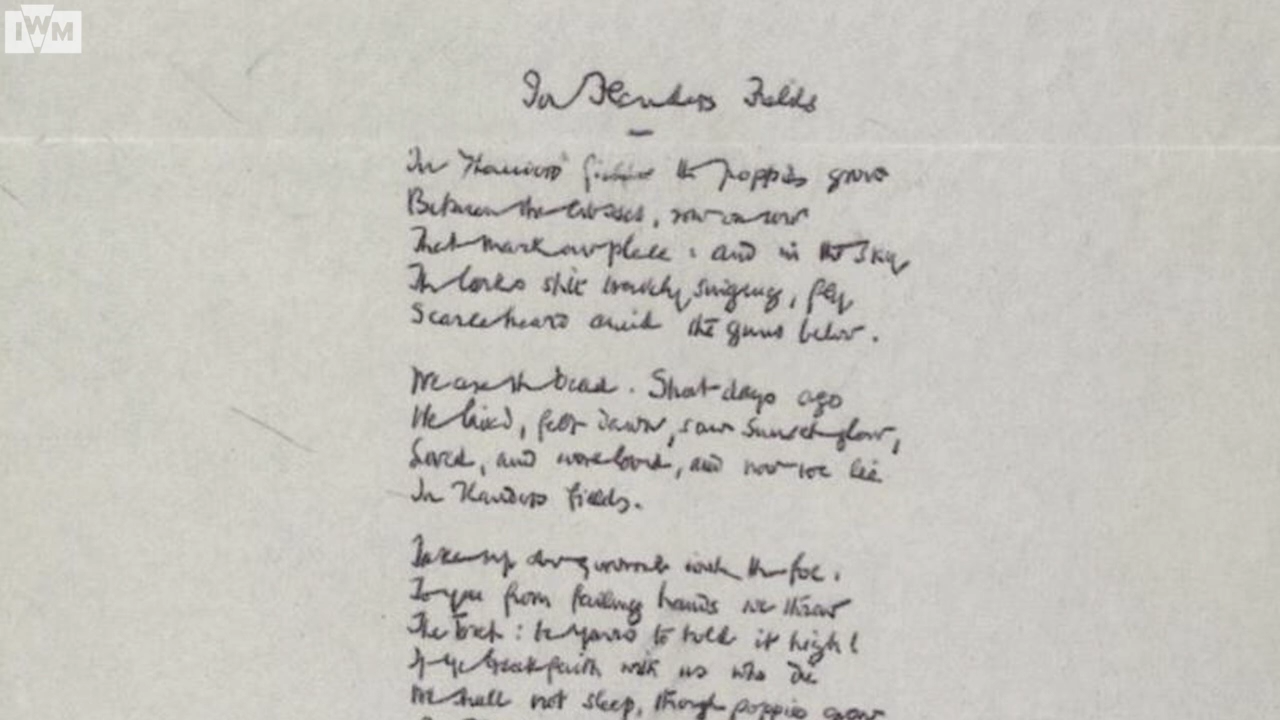 IWM
In Flanders Fields
In Flanders' fields the poppies grow
Between the crosses, row on row
That mark our place: and in the Sky
The larks still bravely singing, fly
Scarce heard amid the guns below.
We are the Dead. Short days ago
We lived, felt dawn, saw Sunset glow,
Loved, and were loved, and now we lie
In Flanders fields.
Take up our quarrel with the foe:
To you from failing hands we throw
The Torch: be yours to hold it high!
If ye break faith with us who die
We shall not sleep, though poppies grow